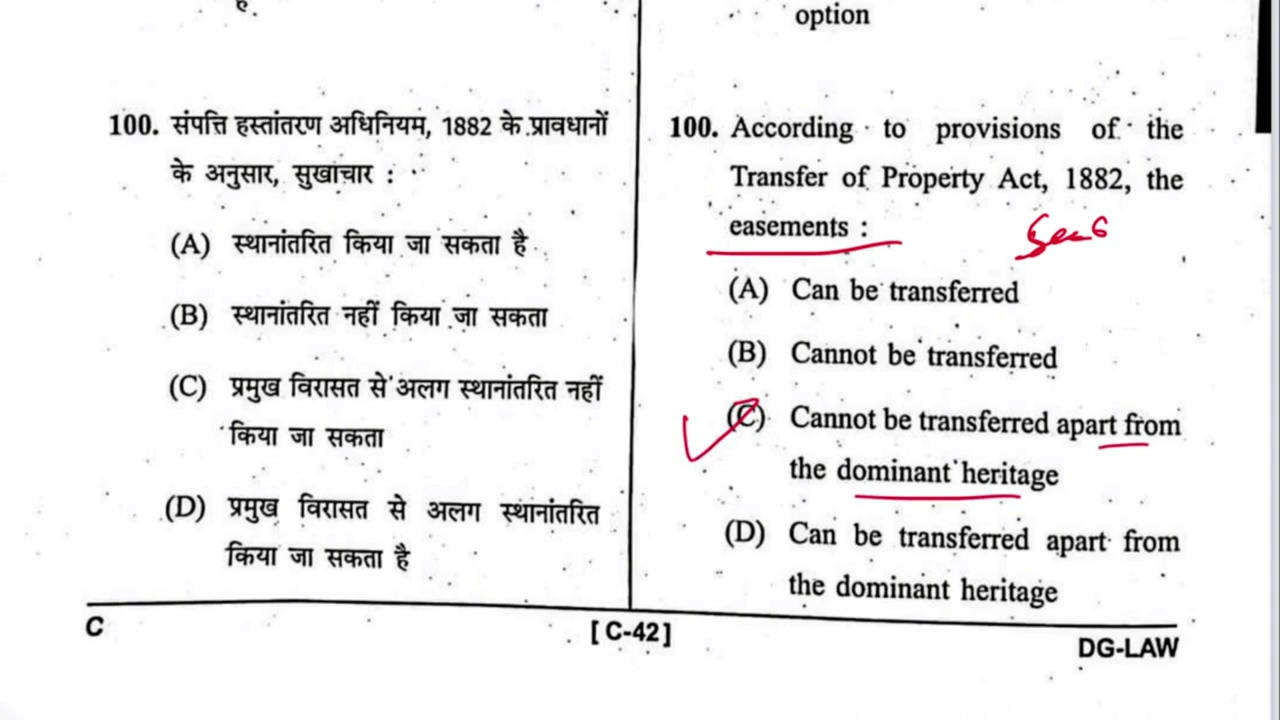 है.
100. संपत्ति हस्तांतरण अधिनियम, 1882 के प्रावधानों
के अनुसार, सुखाचार :
(A) स्थानांतरित किया जा सकता है
(B) स्थानांतरित नहीं किया जा सकता
(C) प्रमुख विरासत से अलग स्थानांतरित नहीं
किया जा सकता
(D) प्रमुख विरासत से अलग स्थानांतरित
किया जा सकता है
option
100. According to provisions of the
Transfer of Property Act, 1882, the
easements :
Sec 6
(A) Can be transferred
(B) Cannot be transferred
(C) Cannot be transferred apart from
the dominant heritage
(D) Can be transferred apart from
the dominant heritage
C
[ C-42 ]
DG-LAW